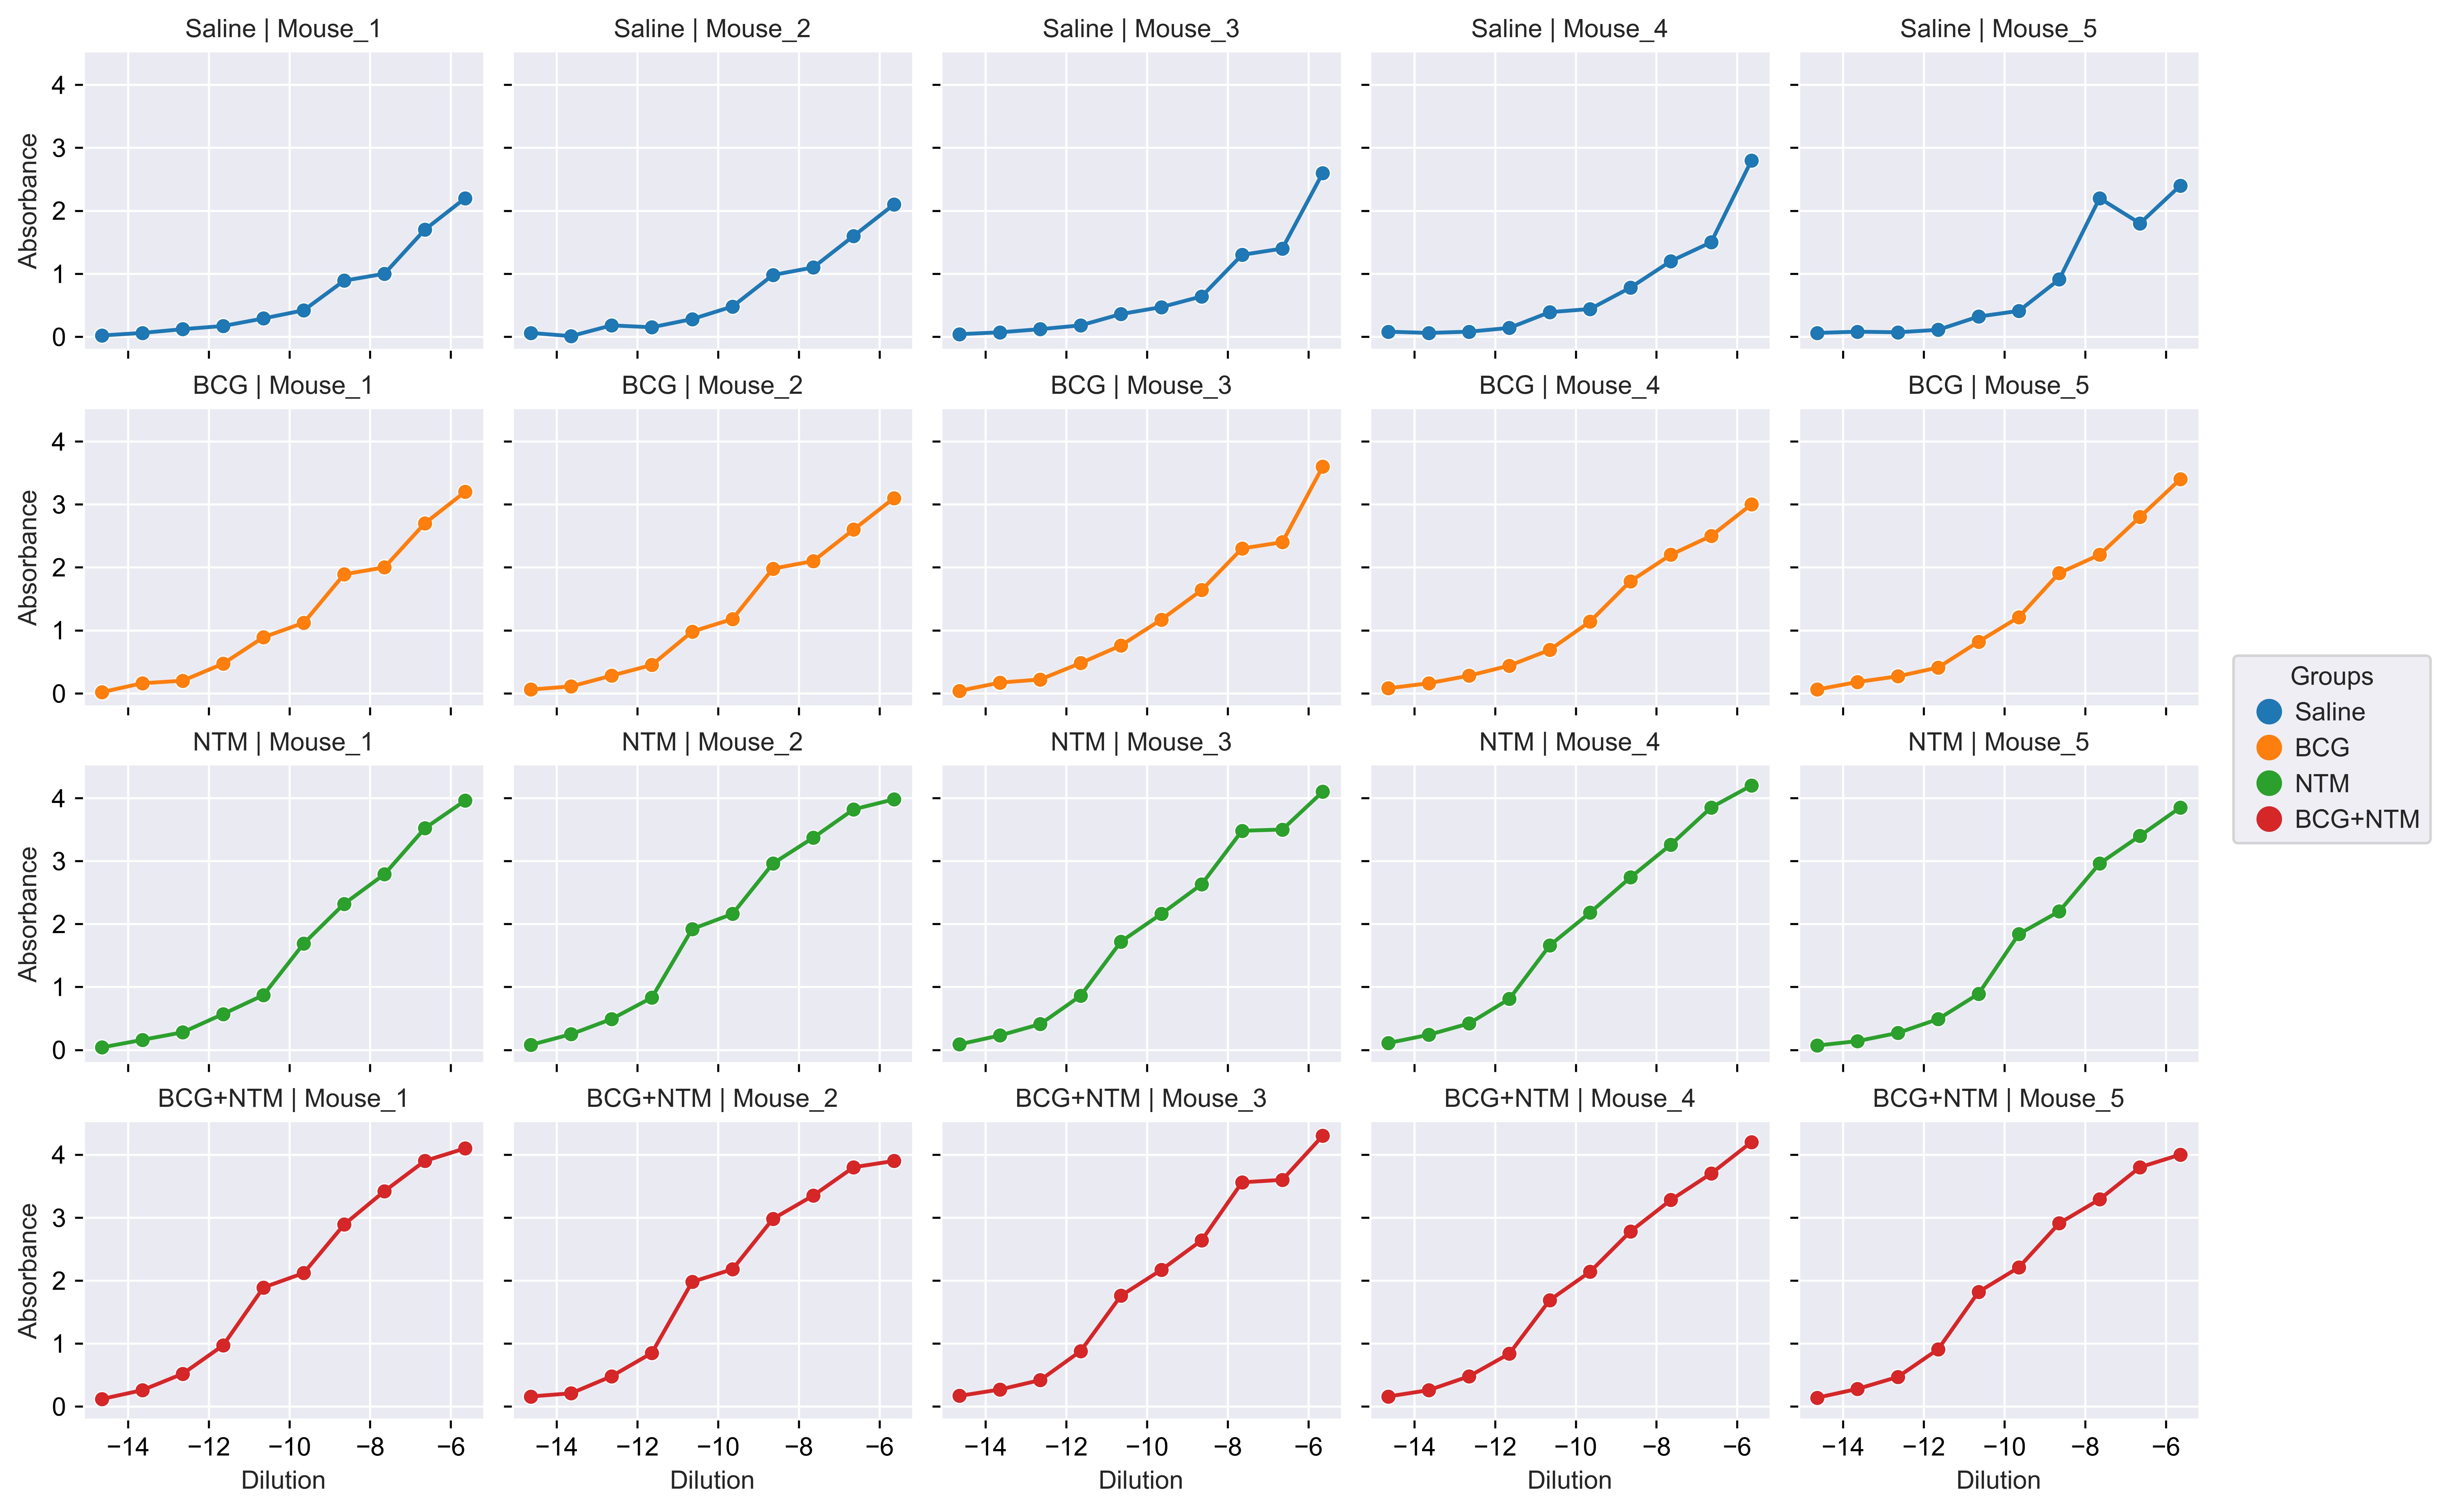 Saline | Mouse_1
Saline | Mouse_2
Saline | Mouse_3
Saline | Mouse_4
Saline | Mouse_5
4
3
2
1
0
Absorbance
BCG | Mouse_1
BCG | Mouse_2
BCG | Mouse_3
BCG | Mouse_4
BCG | Mouse_5
4
3
2
1
0
Absorbance
NTM | Mouse_1
NTM | Mouse_2
NTM | Mouse_3
NTM | Mouse_4
NTM | Mouse_5
4
3
2
1
0
Absorbance
BCG+NTM | Mouse_1
BCG+NTM | Mouse_2
BCG+NTM | Mouse_3
BCG+NTM | Mouse_4
BCG+NTM | Mouse_5
4
3
2
1
0
Absorbance
−14 −12 −10 −8 −6
−14 −12 −10 −8 −6
−14 −12 −10 −8 −6
−14 −12 −10 −8 −6
−14 −12 −10 −8 −6
Dilution
Dilution
Dilution
Dilution
Dilution
Groups
Saline
BCG
NTM
BCG+NTM